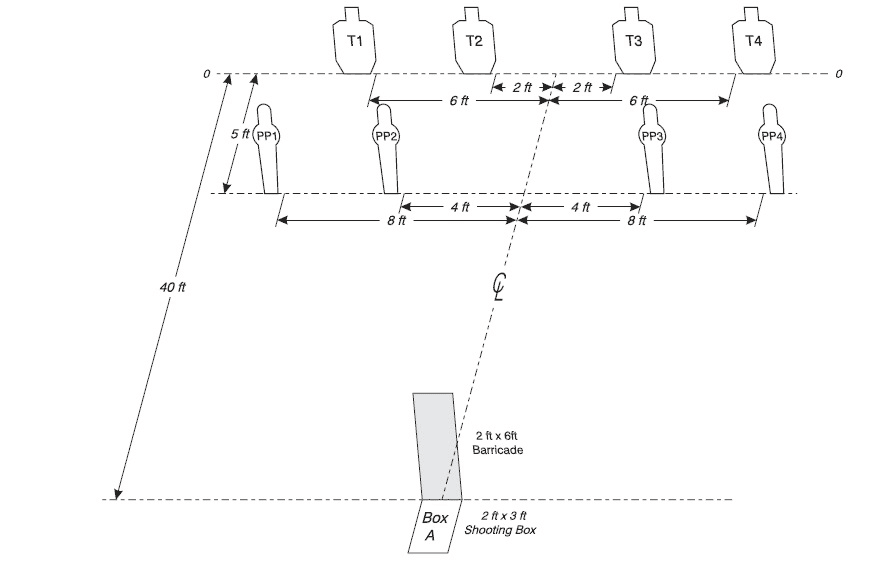 T1 T2 T3 T4
0 0
2 ft 2 ft
6 ft 6 ft
5 ft PP1 PP2 PP3 PP4
4 ft 4 ft
8 ft 8 ft
40 ft
℄
2 ft x 6ft
Barricade
Box
A
2 ft x 3 ft
Shooting Box